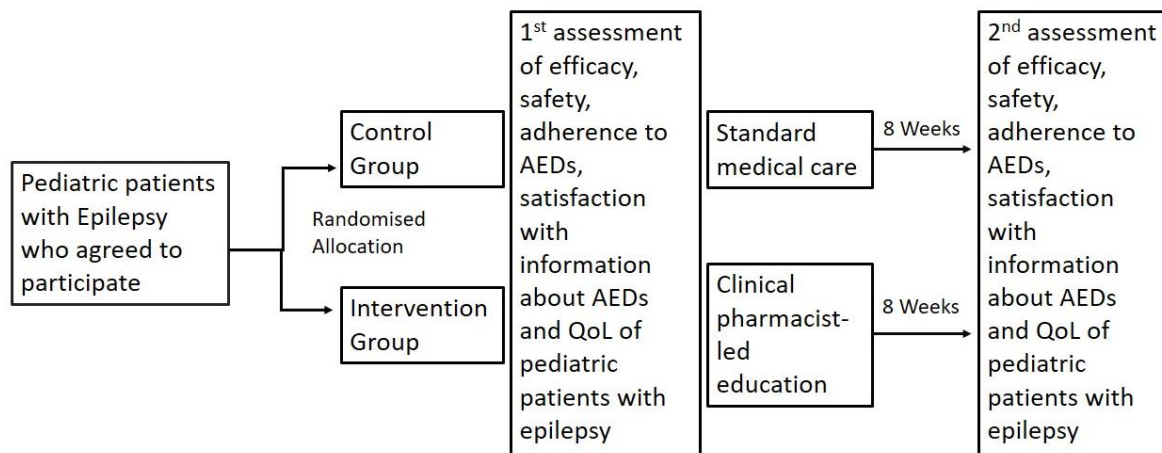 Pediatric patients
with Epilepsy
who agreed to
participate
Randomised
Allocation
Control
Group
Intervention
Group
1st assessment
of efficacy,
safety,
adherence to
AEDs,
satisfaction
with
information
about AEDs
and QoL of
pediatric
patients with
epilepsy
Standard
medical care
8 Weeks
Clinical
pharmacist-
led
education
8 Weeks
2nd assessment
of efficacy,
safety,
adherence to
AEDs,
satisfaction
with
information
about AEDs
and QoL of
pediatric
patients with
epilepsy